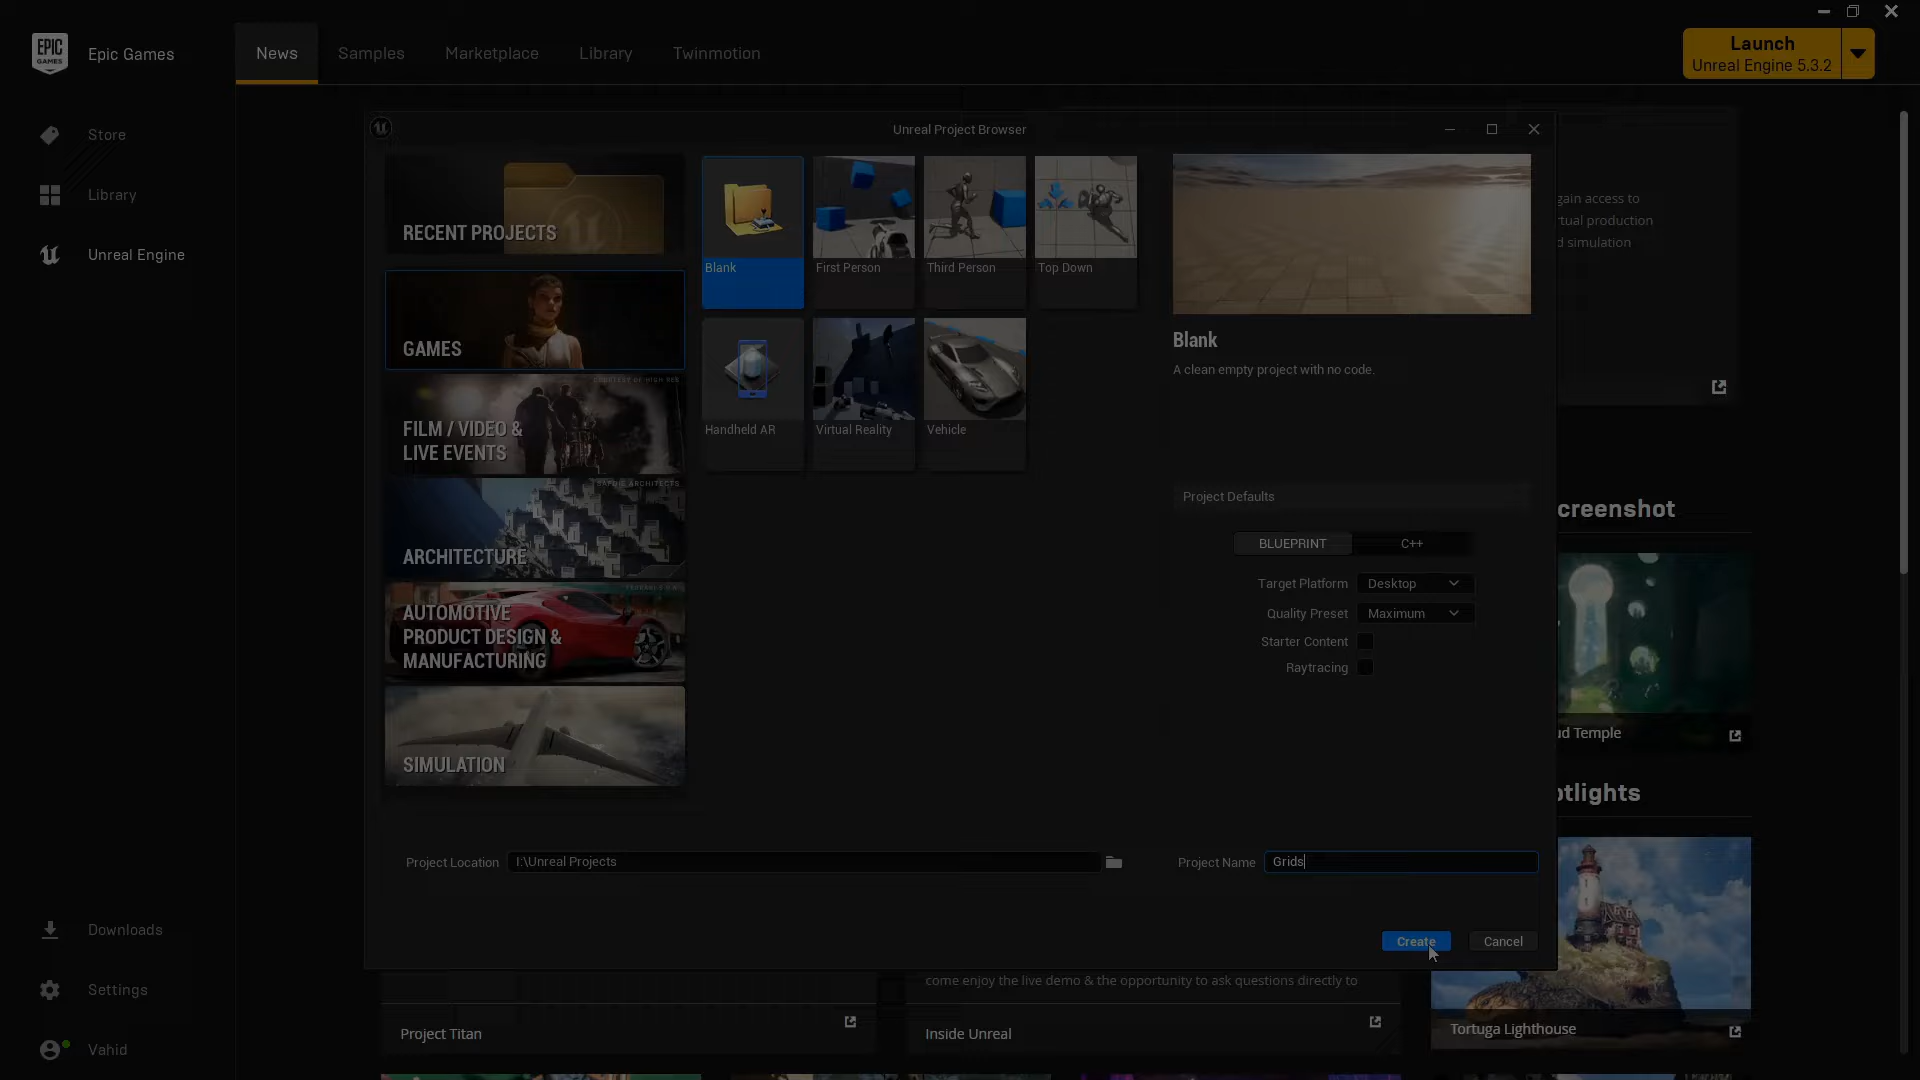 EPIC
GAMES
Epic Games
News
Samples
Marketplace
Library
Twinmotion
Launch
Unreal Engine 5.3.2
Store
Library
Unreal Engine
Downloads
Settings
Vahid
Unreal Project Browser
RECENT PROJECTS
GAMES
FILM / VIDEO &
LIVE EVENTS
ARCHITECTURE
AUTOMOTIVE
PRODUCT DESIGN &
MANUFACTURING
SIMULATION
Blank
First Person
Third Person
Top Down
Handheld AR
Virtual Reality
Vehicle
Blank
A clean empty project with no code.
Project Defaults
BLUEPRINT
C++
Target Platform
Desktop
Quality Preset
Maximum
Starter Content
Raytracing
Project Location
I:\Unreal Projects
Project Name
Grids
Create
Cancel
gain access to
rtual production
d simulation
creenshot
ud Temple
otlights
Tortuga Lighthouse
come enjoy the live demo & the opportunity to ask questions directly to
Project Titan
Inside Unreal